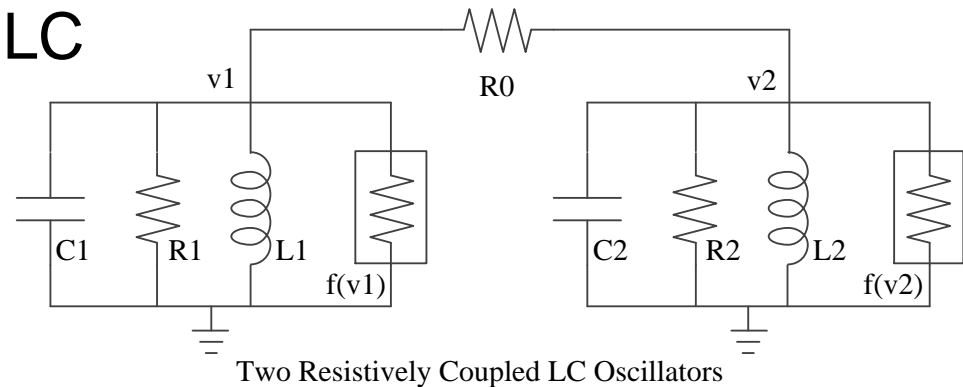 LC
v1
R0
v2
C1
R1
L1
f(v1)
C2
R2
L2
f(v2)
Two Resistively Coupled LC Oscillators